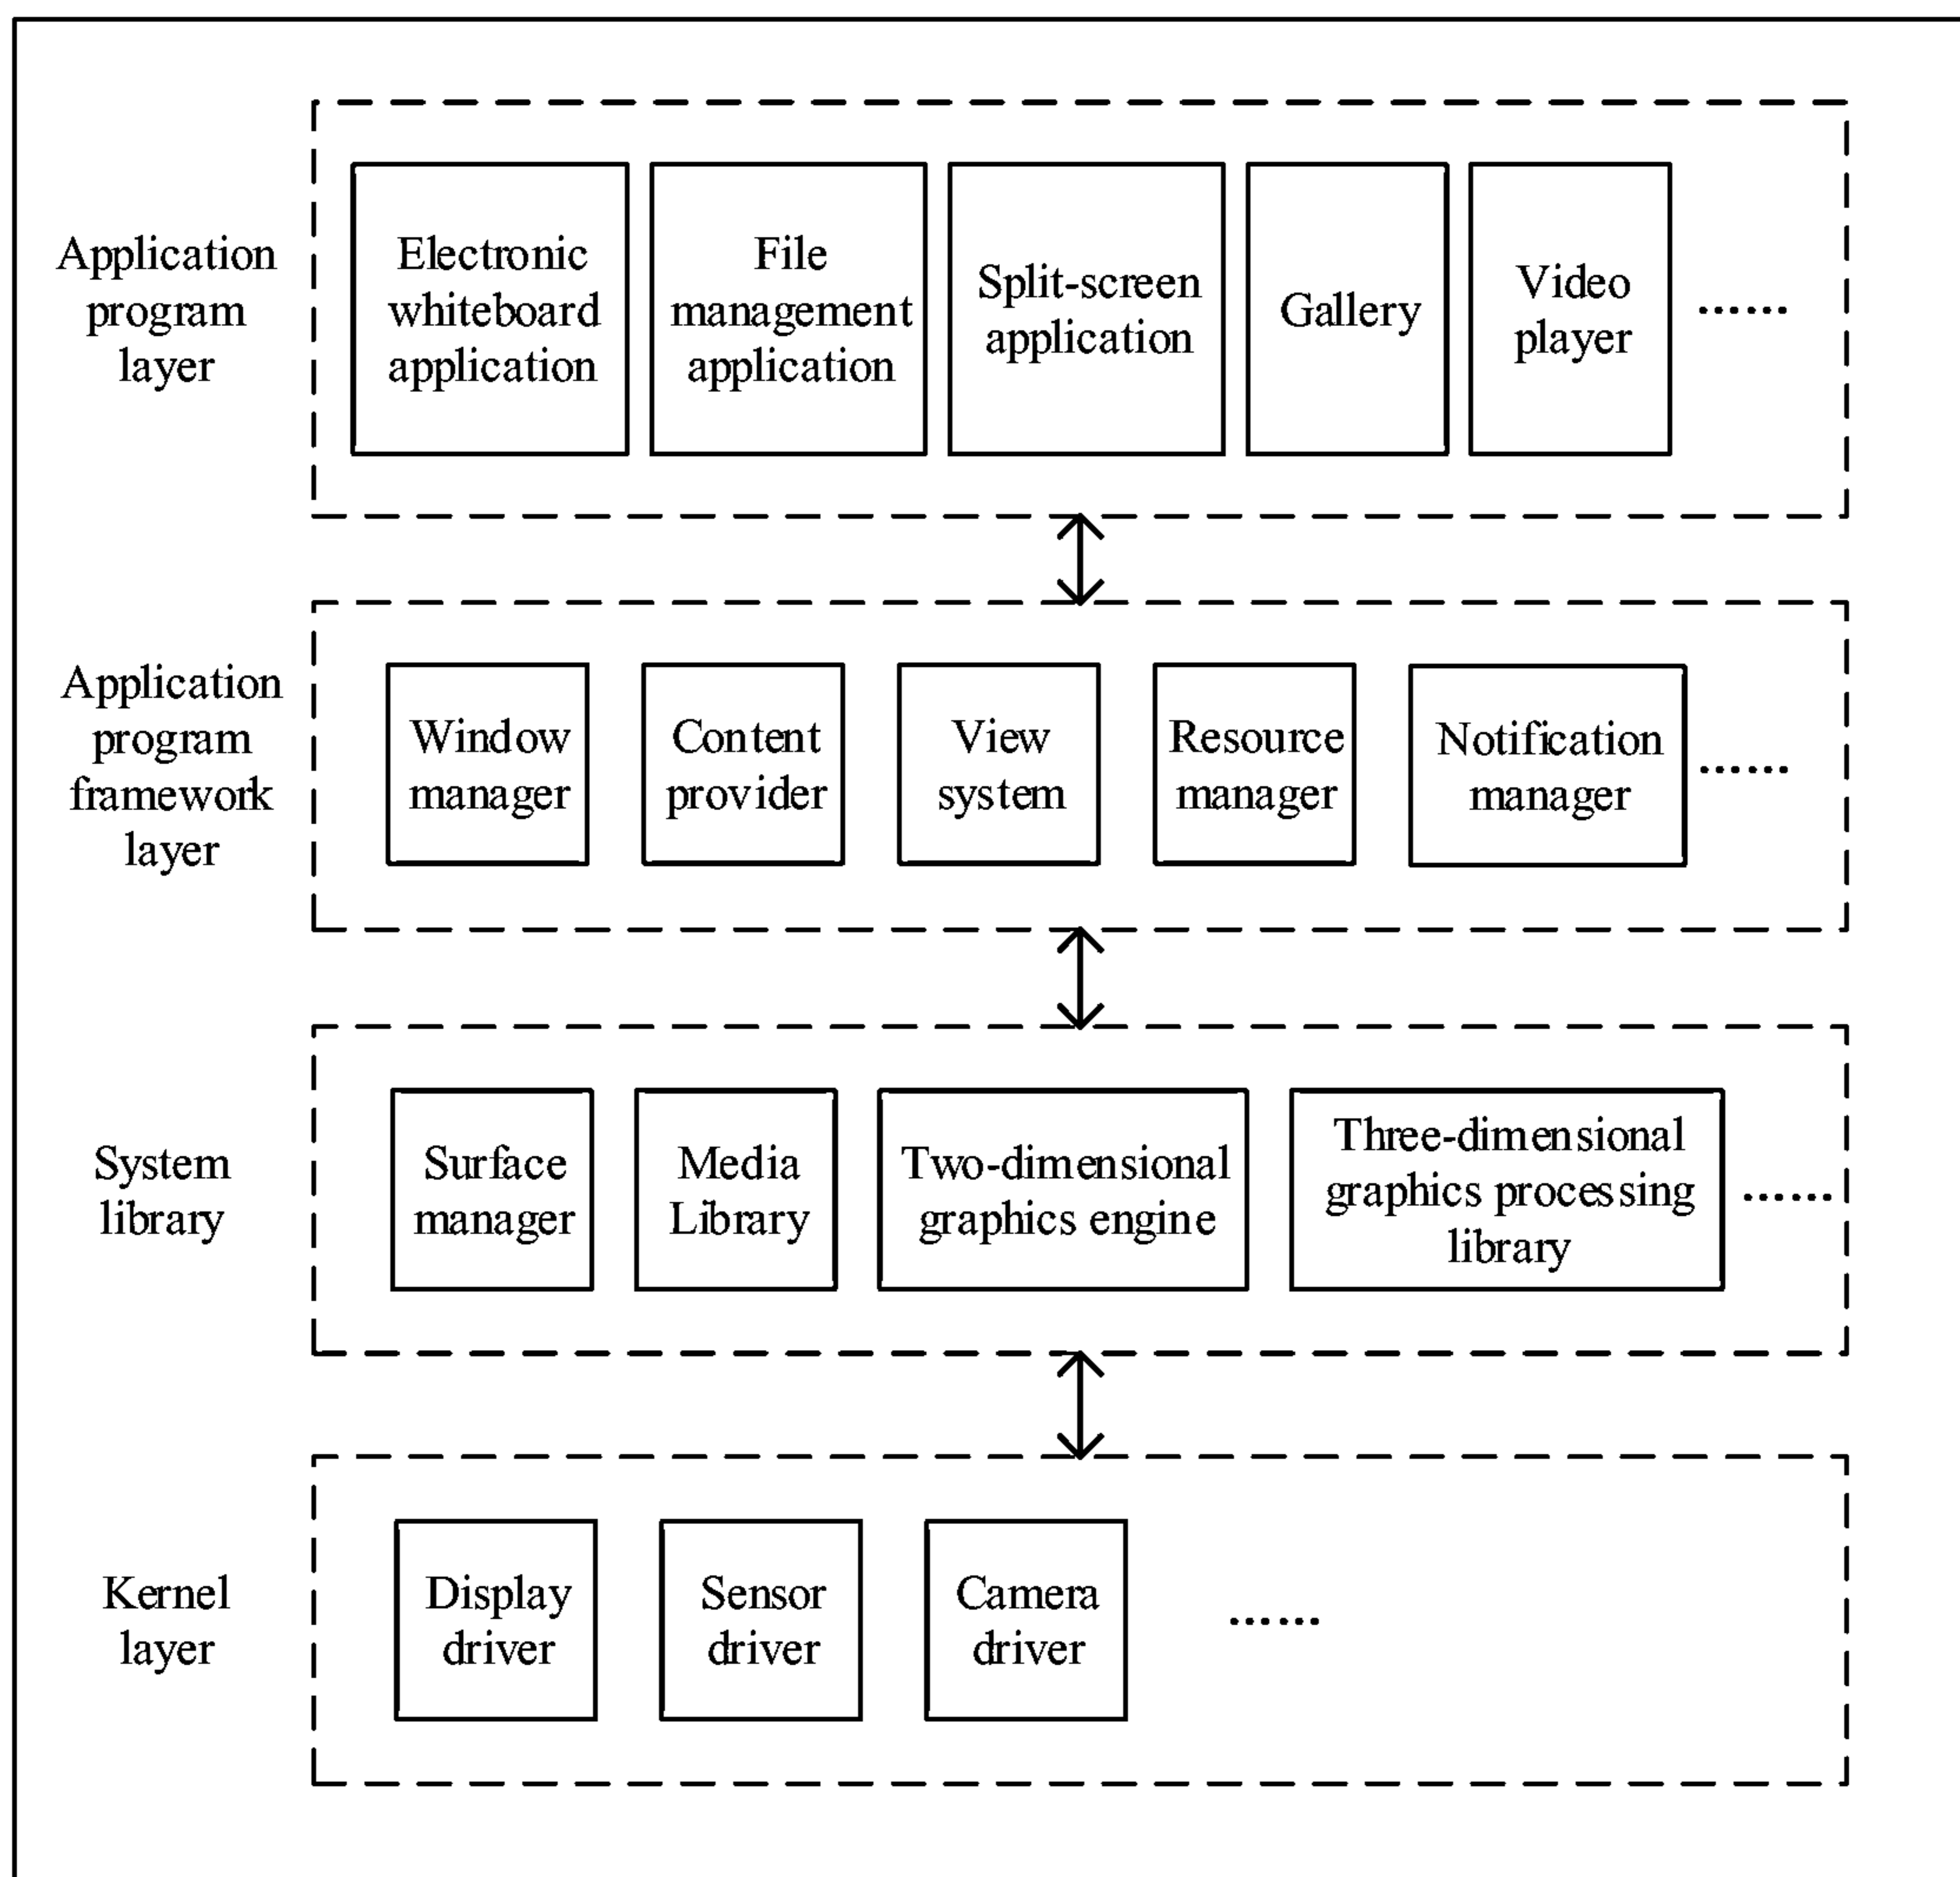 Application
program
layer
Electronic
whiteboard
application
File
management
application
Split-screen
application
Gallery
Video
player
......
Application
program
framework
layer
Window
manager
Content
provider
View
system
Resource
manager
Notification
manager
......
System
library
Surface
manager
Media
Library
Two-dimensional
graphics engine
Three-dimensional
graphics processing
library
......
Kernel
layer
Display
driver
Sensor
driver
Camera
driver
......